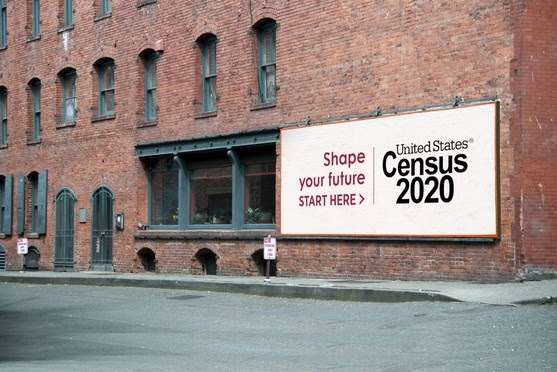 Shape
your future
START HERE >
United States®
Census
2020